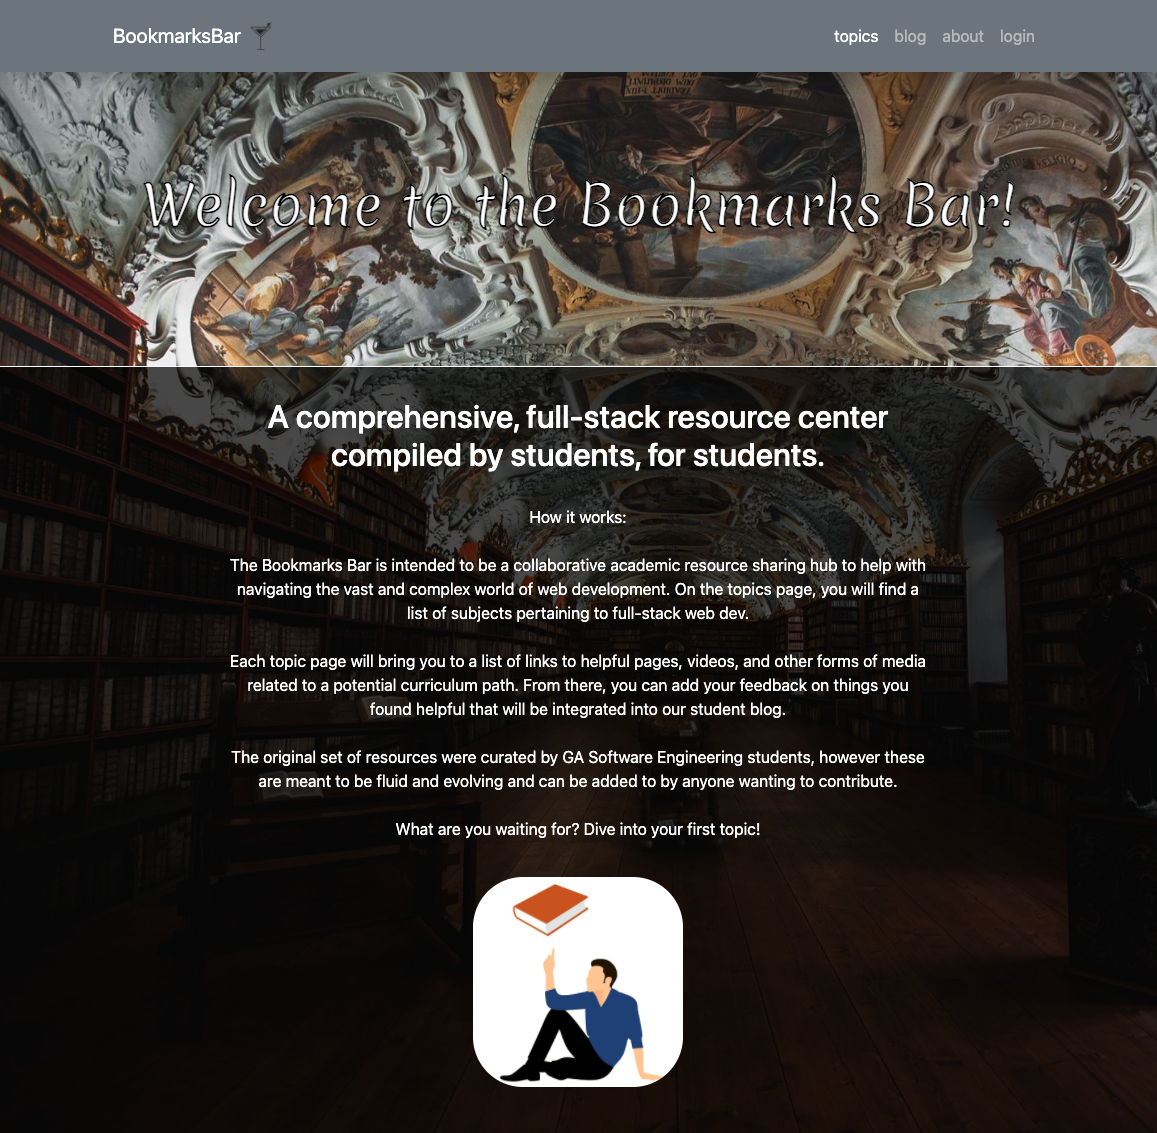 BookmarksBar
topics blog about login
Welcome to the Bookmarks Bar!
A comprehensive, full-stack resource center
compiled by students, for students.
How it works:
The Bookmarks Bar is intended to be a collaborative academic resource sharing hub to help with
navigating the vast and complex world of web development. On the topics page, you will find a
list of subjects pertaining to full-stack web dev.
Each topic page will bring you to a list of links to helpful pages, videos, and other forms of media
related to a potential curriculum path. From there, you can add your feedback on things you
found helpful that will be integrated into our student blog.
The original set of resources were curated by GA Software Engineering students, however these
are meant to be fluid and evolving and can be added to by anyone wanting to contribute.
What are you waiting for? Dive into your first topic!